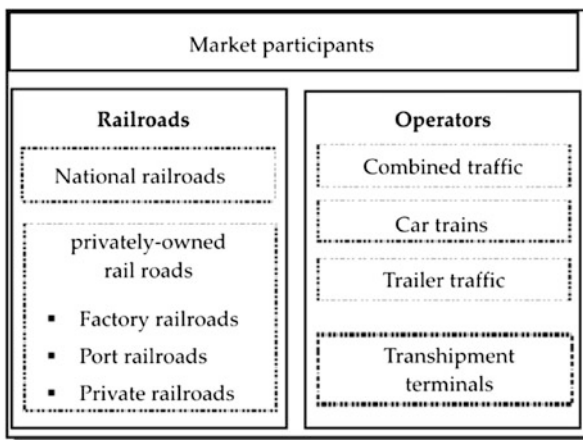 Market participants
Railroads
National railroads
privately-owned
rail roads
▪ Factory railroads
▪ Port railroads
▪ Private railroads
Operators
Combined traffic
Car trains
Trailer traffic
Transhipment
terminals